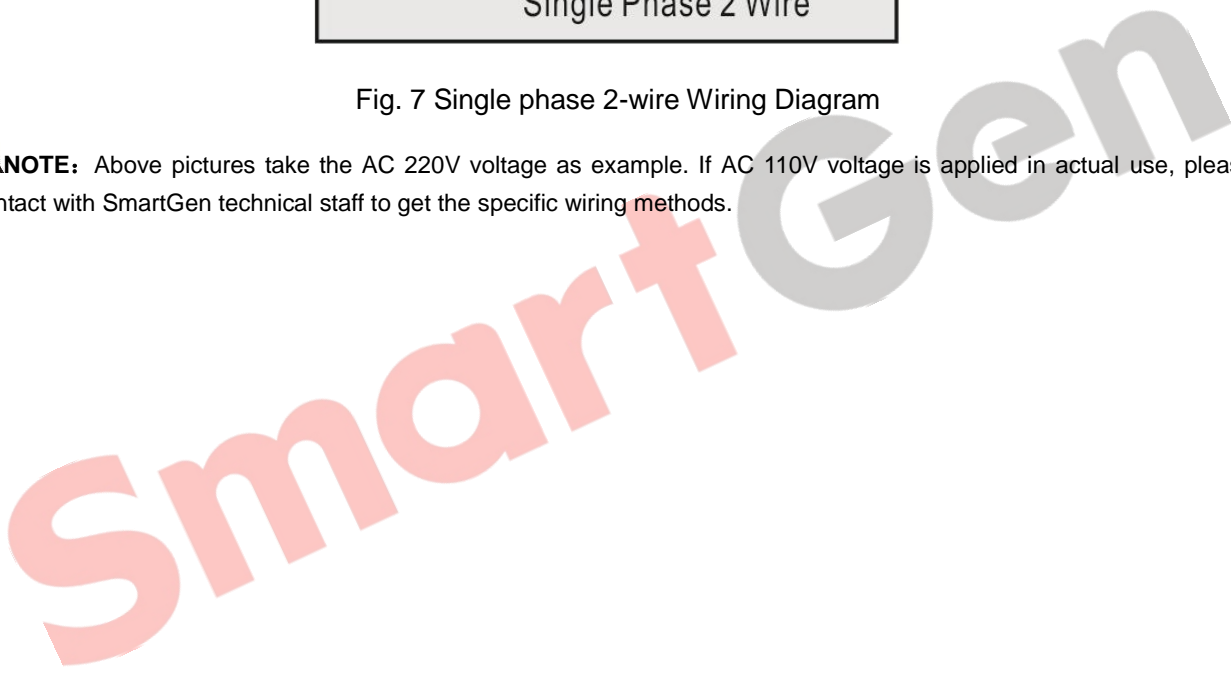 Single Phase 2 Wire
Fig. 7 Single phase 2-wire Wiring Diagram
NOTE：Above pictures take the AC 220V voltage as example. If AC 110V voltage is applied in actual use, pleas
ntact with SmartGen technical staff to get the specific wiring methods.
SmartGen